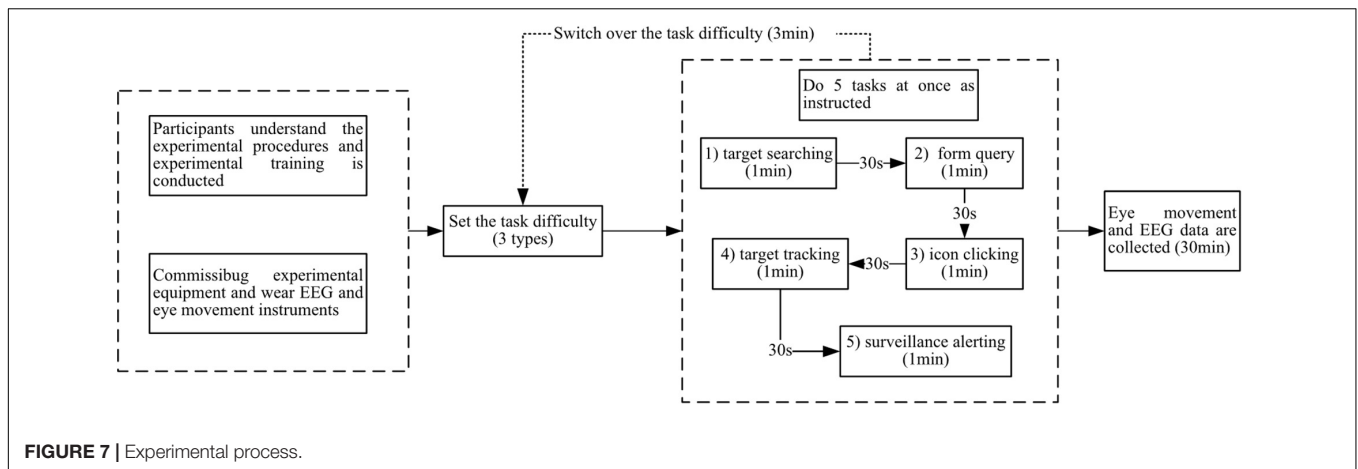 Switch over the task difficulty (3min)
Participants understand the
experimental procedures and
experimental training is
conducted
Commissibug experimental
equipment and wear EEG and
eye movement instruments
Set the task difficulty
(3 types)
Do 5 tasks at once as
instructed
1) target searching
(1min)
30s
2) form query
(1min)
30s
3) icon clicking
(1min)
30s
4) target tracking
(1min)
30s
5) surveillance alerting
(1min)
Eye movement
and EEG data are
collected (30min)
FIGURE 7 | Experimental process.